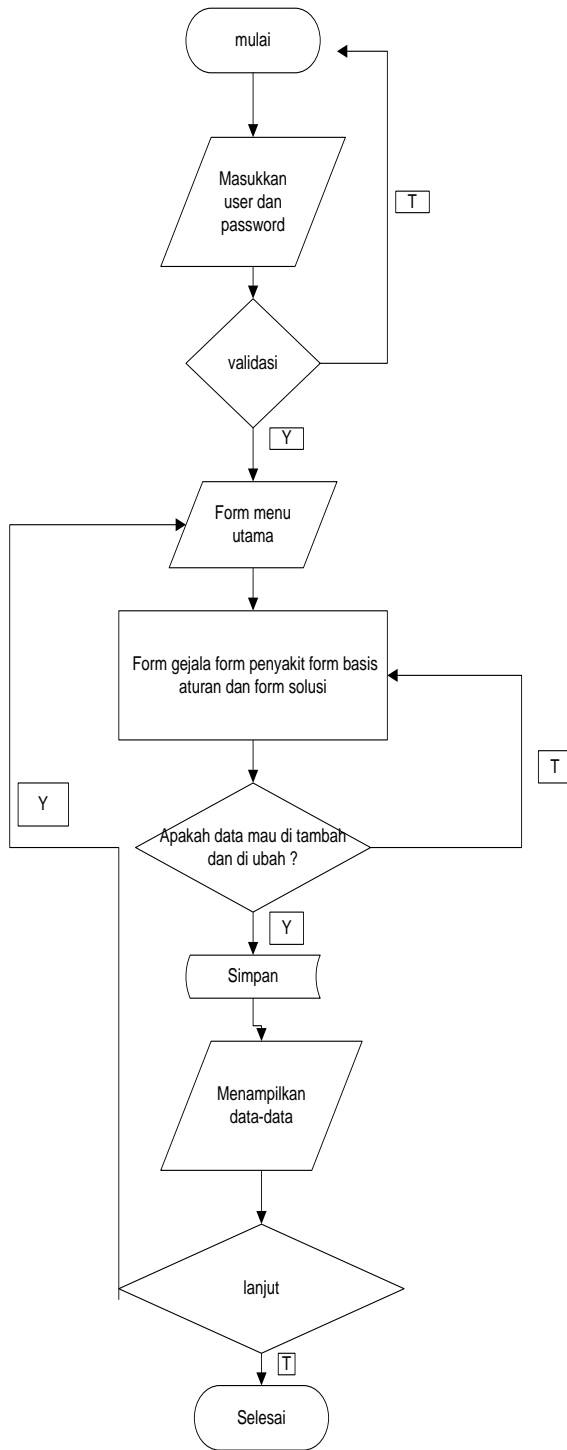 mulai
Masukkan
user dan
password
T
validasi
Y
Form menu
utama
Form gejala form penyakit form basis
aturan dan form solusi
T
Y
Apakah data mau di tambah
dan di ubah ?
Y
Simpan
Menampilkan
data-data
lanjut
T
Selesai